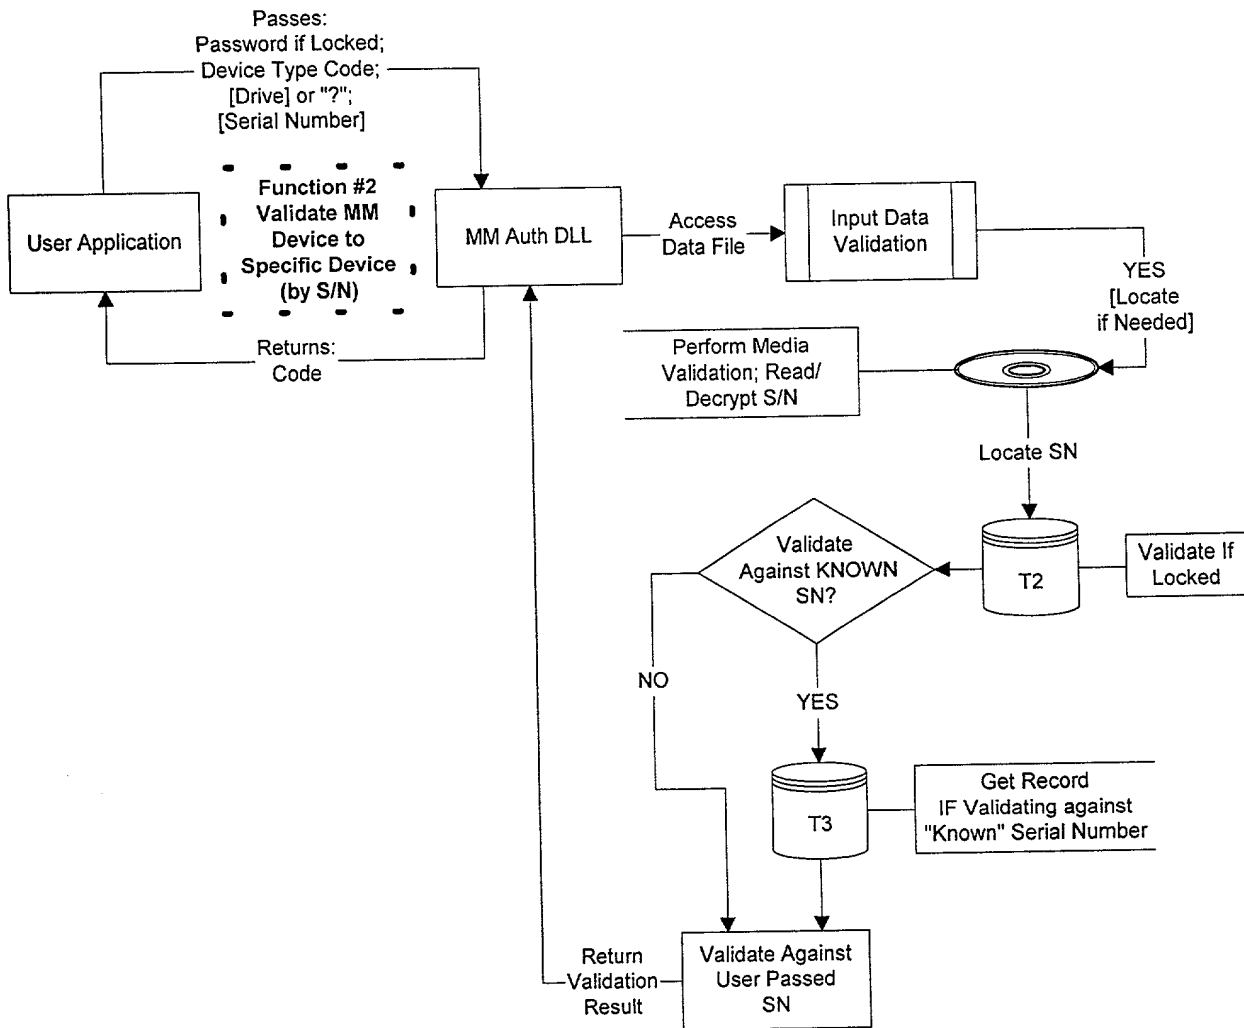 Passes:
Password if Locked;
Device Type Code;
[Drive] or "?";
[Serial Number]
Function #2
Validate MM
Device to
Specific Device
(by S/N)
User Application
MM Auth DLL
Access
Data File
Input Data
Validation
YES
[Locate
if Needed]
Returns:
Code
Perform Media
Validation; Read/
Decrypt S/N
Locate SN
Validate
Against KNOWN
SN?
T2
Validate If
Locked
NO
YES
T3
Get Record
IF Validating against
"Known" Serial Number
Return
Validation
Result
Validate Against
User Passed
SN